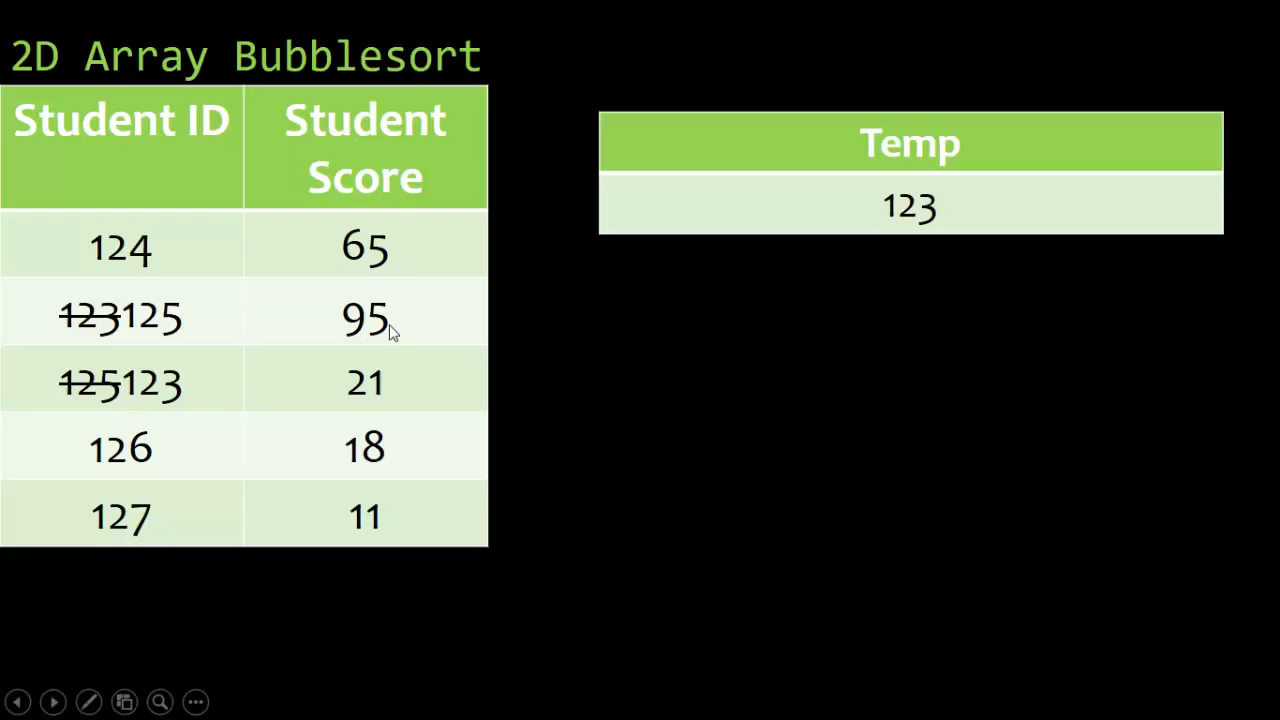 2D Array Bubblesort
Student ID
Student
Score
Temp
123
124
65
123125
95
125123
21
126
18
127
11